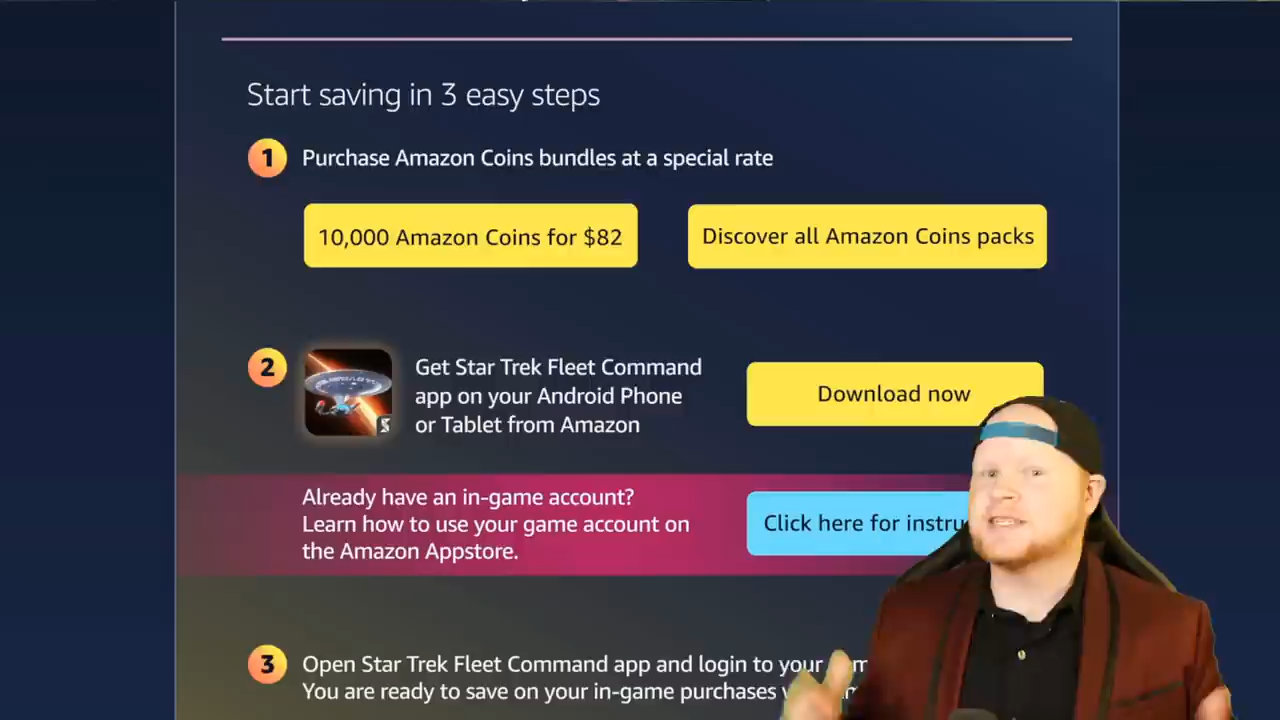 Start saving in 3 easy steps
1 Purchase Amazon Coins bundles at a special rate
10,000 Amazon Coins for $82
Discover all Amazon Coins packs
2 Get Star Trek Fleet Command
app on your Android Phone
or Tablet from Amazon
Download now
Already have an in-game account?
Learn how to use your game account on
the Amazon Appstore.
Click here for instru
3 Open Star Trek Fleet Command app and login to your
You are ready to save on your in-game purchases